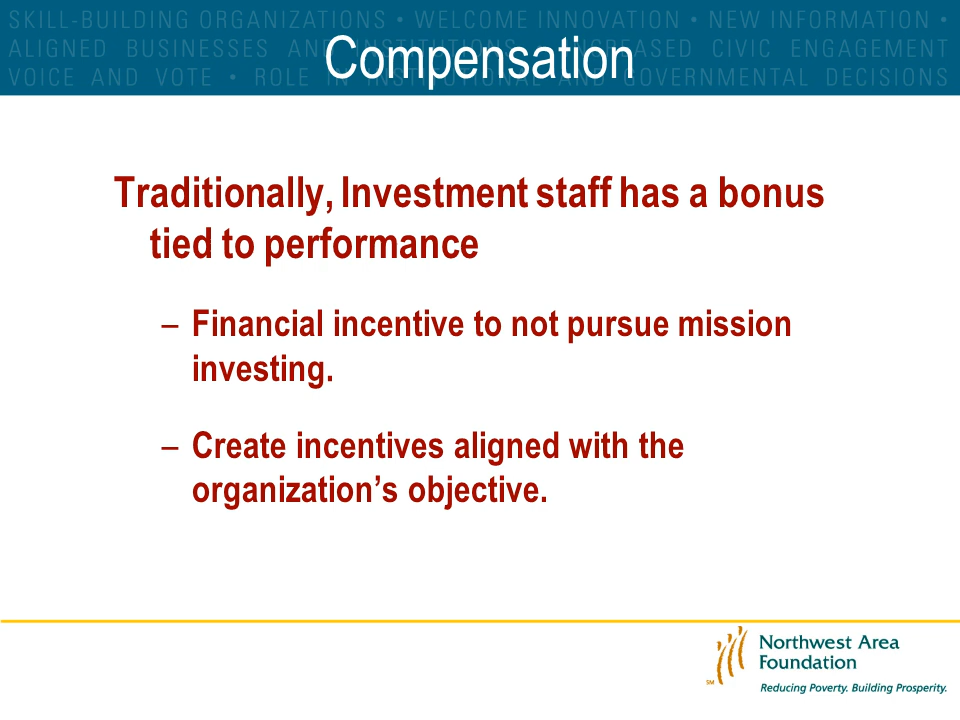 SKILL-BUILDING ORGANIZATIONS • WELCOME INNOVATION • NEW INFORMATION •
ALIGNED BUSINESSES AND INSTITUTIONS INCREASED CIVIC ENGAGEMENT
VOICE AND VOTE • ROLE IN INSTITUTIONAL AND GOVERNMENTAL DECISIONS
Compensation
Traditionally, Investment staff has a bonus
tied to performance
– Financial incentive to not pursue mission
investing.
– Create incentives aligned with the
organization’s objective.
SM
Northwest Area
Foundation
Reducing Poverty. Building Prosperity.